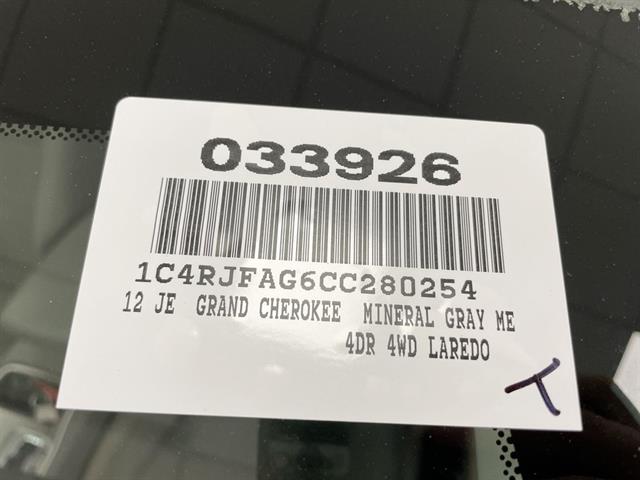 033926
1C4RJFAG6CC280254
12 JE GRAND CHEROKEE MINERAL GRAY ME
4DR 4WD LAREDO